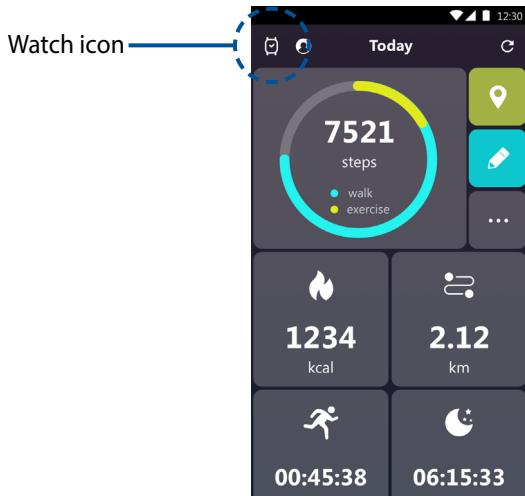 12:30
Watch icon
Today
7521
steps
walk
exercise
1234
kcal
2.12
km
00:45:38
06:15:33